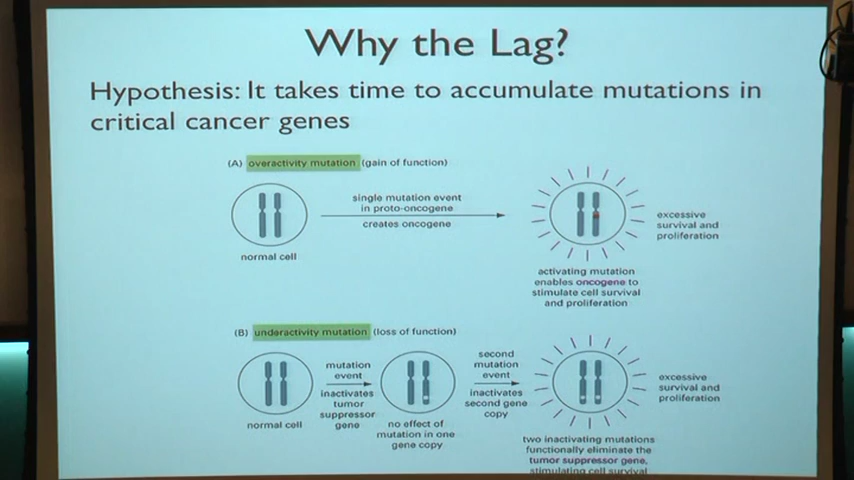 Why the Lag?
Hypothesis: It takes time to accumulate mutations in
critical cancer genes
(A) overactivity mutation (gain of function)
single mutation event
in proto-oncogene
creates oncogene
normal cell
excessive
survival and
proliferation
activating mutation
enables oncogene to
stimulate cell survival
and proliferation
(B) underactivity mutation (loss of function)
normal cell
mutation
event
inactivates
tumor
suppressor
gene
no effect of
mutation in one
gene copy
second
mutation
event
inactivates
second gene
copy
excessive
survival and
proliferation
two inactivating mutations
functionally eliminate the
tumor suppressor gene,
stimulating cell survival